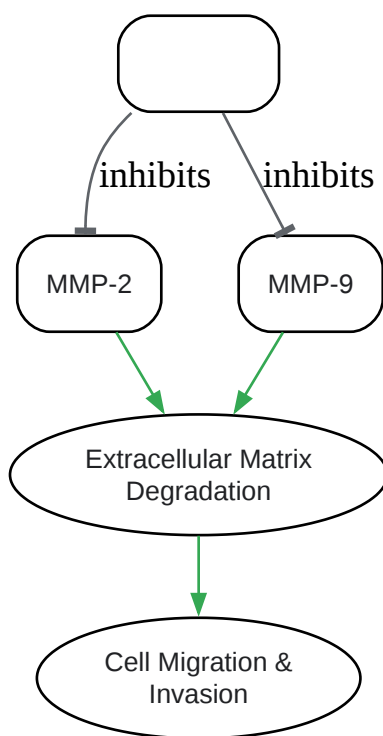 inhibits inhibits
MMP-2 MMP-9
Extracellular Matrix
Degradation
Cell Migration &
Invasion